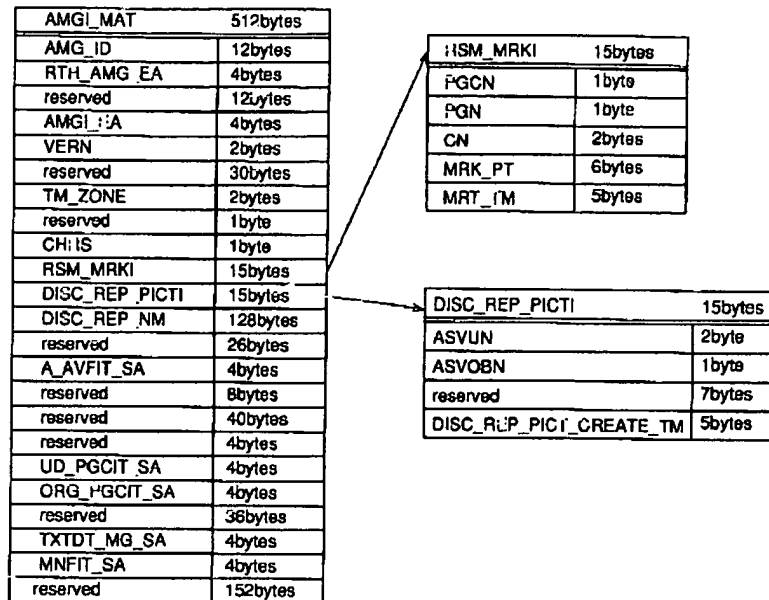 AMGI_MAT 512bytes
AMG_ID 12bytes
RTH_AMG_EA 4bytes
reserved 12bytes
4bytes
VERN 2bytes
reserved 30bytes
TM_ZONE 2bytes
reserved 1byte
CHRS 1byte
RSM_MRKI 15bytes
DISC_REP_PICTI 15bytes
DISC_REP_NM 128bytes
reserved 26bytes
A_AVFIT_SA 4bytes
reserved 8bytes
reserved 40bytes
reserved 4bytes
UD_PGCIT_SA 4bytes
ORG_PGCIT_SA 4bytes
reserved 36bytes
TXTDT_MG_SA 4bytes
MNFIT_SA 4bytes
reserved 152bytes
RSM_MRKI 15bytes
PGCN 1byte
PGN 1byte
CN 2bytes
MRK_PT 6bytes
MRT_TM 5bytes
DISC_REP_PICTI 15bytes
ASVUN 2byte
ASVOBN 1byte
reserved 7bytes
DISC_REP_PICT_CREATE_TM 5bytes